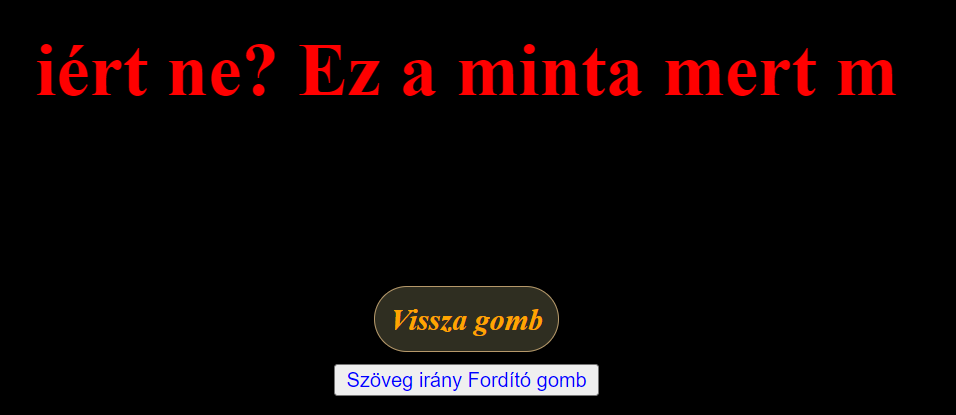 iért ne? Ez a minta mert m
Vissza gomb
Szöveg irány Fordító gomb